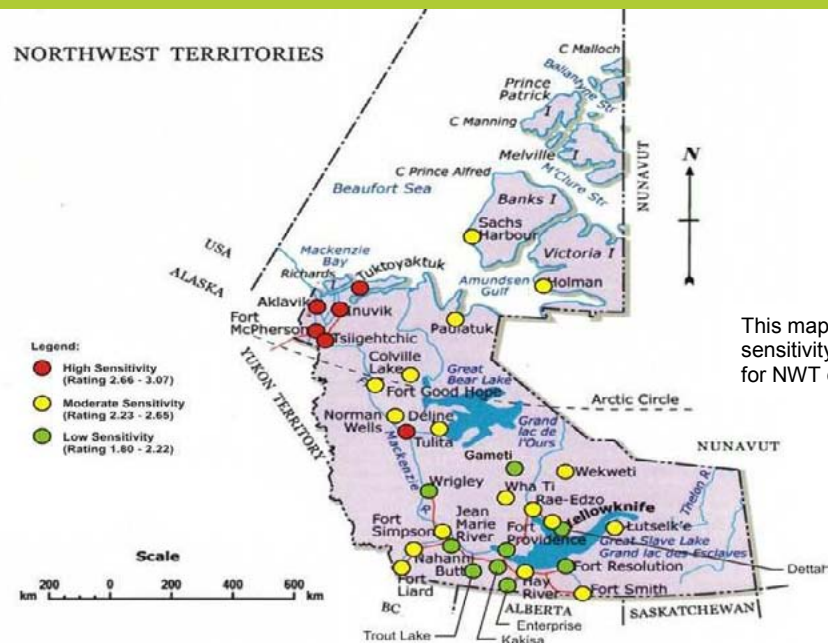 NORTHWEST TERRITORIES
C Malloch
Ballantyne Str
Prince
Patrick
I
C Manning
Melville I
M'Clure Str
NUNAVUT
N
C Prince Alfred
Beaufort Sea
Banks I
Sachs
Harbour
Victoria I
USA
ALASKA
Mackenzie
Bay
Richards I
Tuktoyaktuk
Amundsen
Gulf
Holman
Aklavik
Inuvik
Fort
McPherson
Tsiigehtchic
Paulatuk
This map
sensitivity
for NWT
Legend:
High Sensitivity
(Rating 2.66 - 3.07)
Moderate Sensitivity
(Rating 2.23 - 2.65)
Low Sensitivity
(Rating 1.80 - 2.22)
YUKON TERRITORY
Colville
Lake
Great
Bear Lake
Fort Good Hope
Arctic Circle
Norman
Wells
Déline
Tulita
Grand
lac de
l'Ours
NUNAVUT
Mackenzie
R
Gameti
Wekweti
Thelon R
Wrigley
Wha Ti
Rae-Edzo
Yellowknife
Fort
Simpson
Jean
Marie
River
Fort
Providence
Lutselk'e
Great Slave Lake
Grand lac des Esclaves
Dettah
Nahanni
Butt
Fort Resolution
Fort
Liard
Hay
River
Fort Smith
Scale
km 200 0 200 400 600 km
BC
ALBERTA
SASKATCHEWAN
Enterprise
Trout Lake
Kakisa